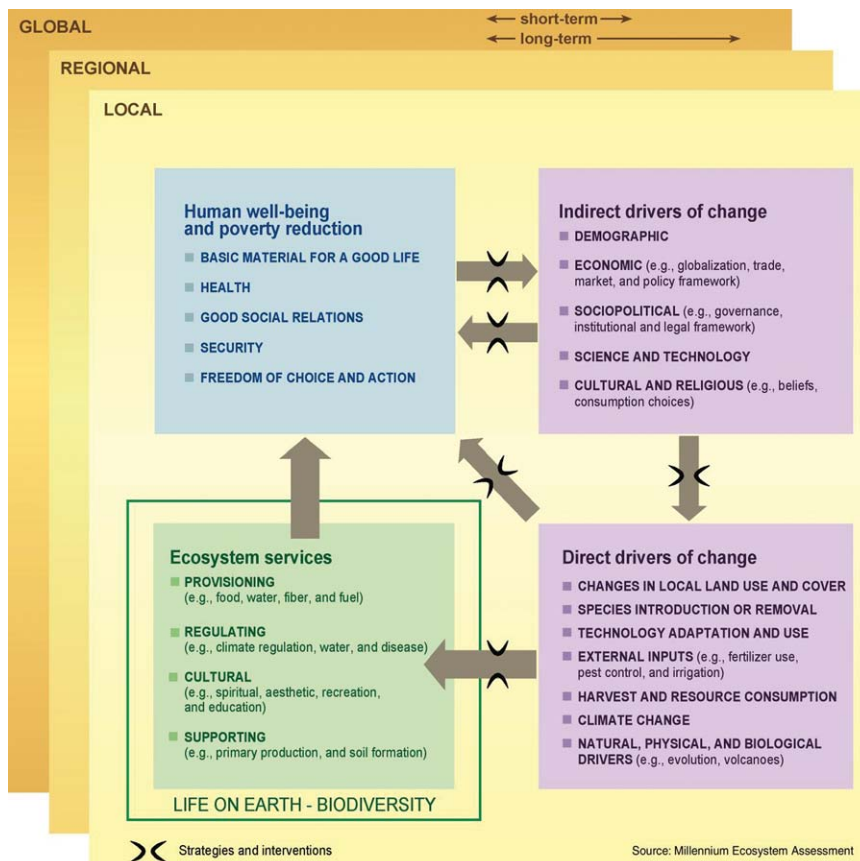 GLOBAL
short-term
long-term
REGIONAL
LOCAL
Human well-being
and poverty reduction
BASIC MATERIAL FOR A GOOD LIFE
HEALTH
GOOD SOCIAL RELATIONS
SECURITY
FREEDOM OF CHOICE AND ACTION
Indirect drivers of change
DEMOGRAPHIC
ECONOMIC (e.g., globalization, trade,
market, and policy framework)
SOCIOPOLITICAL (e.g., governance,
institutional and legal framework)
SCIENCE AND TECHNOLOGY
CULTURAL AND RELIGIOUS (e.g., beliefs,
consumption choices)
Ecosystem services
PROVISIONING
(e.g., food, water, fiber, and fuel)
REGULATING
(e.g., climate regulation, water, and disease)
CULTURAL
(e.g., spiritual, aesthetic, recreation,
and education)
SUPPORTING
(e.g., primary production, and soil formation)
LIFE ON EARTH - BIODIVERSITY
Direct drivers of change
CHANGES IN LOCAL LAND USE AND COVER
SPECIES INTRODUCTION OR REMOVAL
TECHNOLOGY ADAPTATION AND USE
EXTERNAL INPUTS (e.g., fertilizer use,
pest control, and irrigation)
HARVEST AND RESOURCE CONSUMPTION
CLIMATE CHANGE
NATURAL, PHYSICAL, AND BIOLOGICAL
DRIVERS (e.g., evolution, volcanoes)
Strategies and interventions
Source: Millennium Ecosystem Assessment